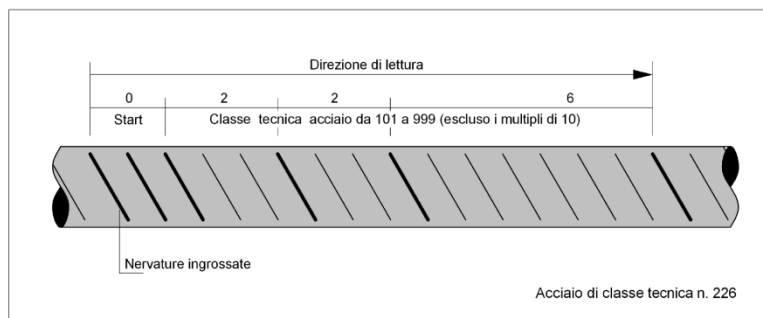 Direzione di lettura
0 2 2 6
Start Classe tecnica acciaio da 101 a 999 (escluso i multipli di 10)
Nervature ingrossate
Acciaio di classe tecnica n. 226